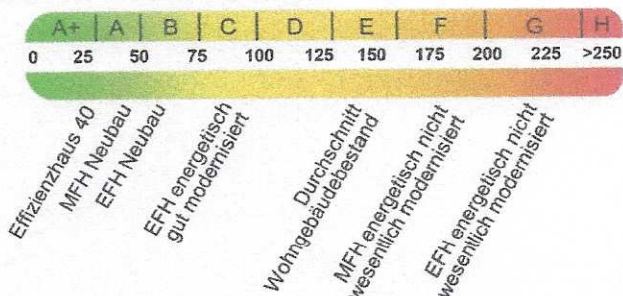 A+ A B C D E F G H
0 25 50 75 100 125 150 175 200 225 >250
Effizienzhaus 40
MFH Neubau
EFH Neubau
EFH energetisch
gut modernisiert
Durchschnitt
Wohngebäudebestand
MFH energetisch nicht
wesentlich modernisiert
EFH energetisch nicht
wesentlich modernisiert